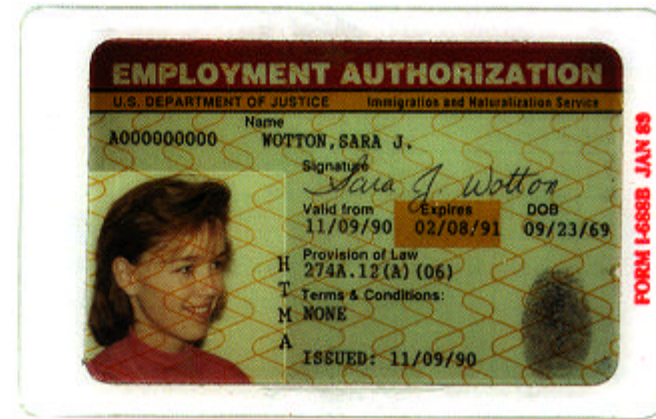 EMPLOYMENT AUTHORIZATION
U.S. DEPARTMENT OF JUSTICE Immigration and Naturalization Service
Name
A000000000 WOTTON,SARA J.
Signature
Sara J. Wotton
Valid from Expires DOB
11/09/90 02/08/91 09/23/69
Provision of Law
274A.12(A)(06)
Terms & Conditions:
NONE
H
T
M
A
ISSUED: 11/09/90
FORM I-688B JAN 89